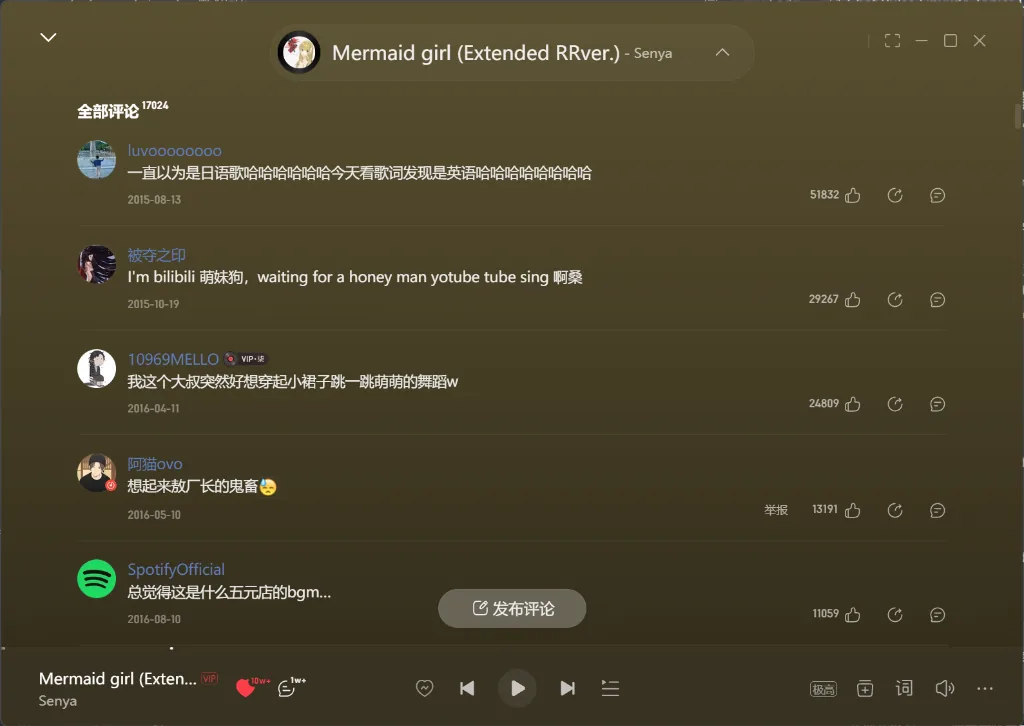 Mermaid girl (Extended RRver.) - Senya
全部评论 17024
luvoooooooo
一直以为是日语歌哈哈哈哈哈哈今天看歌词发现是英语哈哈哈哈哈哈哈哈
2015-08-13
51832
被夺之印
I'm bilibili 萌妹狗，waiting for a honey man yotube tube sing 啊桑
2015-10-19
29267
10969MELLO VIP·柒
我这个大叔突然好想穿起小裙子跳一跳萌萌的舞蹈w
2016-04-11
24809
阿猫ovo
想起来敖厂长的鬼畜
2016-05-10
举报 13191
SpotifyOfficial
总觉得这是什么五元店的bgm...
2016-08-10
11059
发布评论
Mermaid girl (Exten... VIP
10w+ 1w+
Senya
极高 词